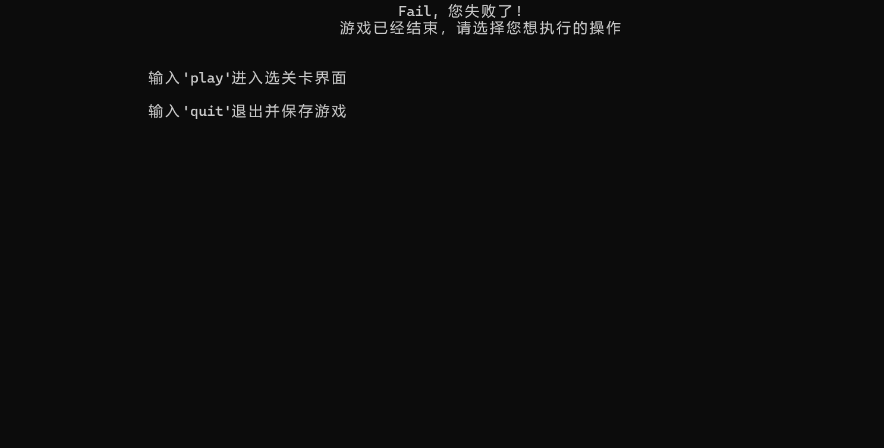 Fail, 您失败了!
游戏已经结束, 请选择您想执行的操作
输入'play'进入选关卡界面
输入'quit'退出并保存游戏